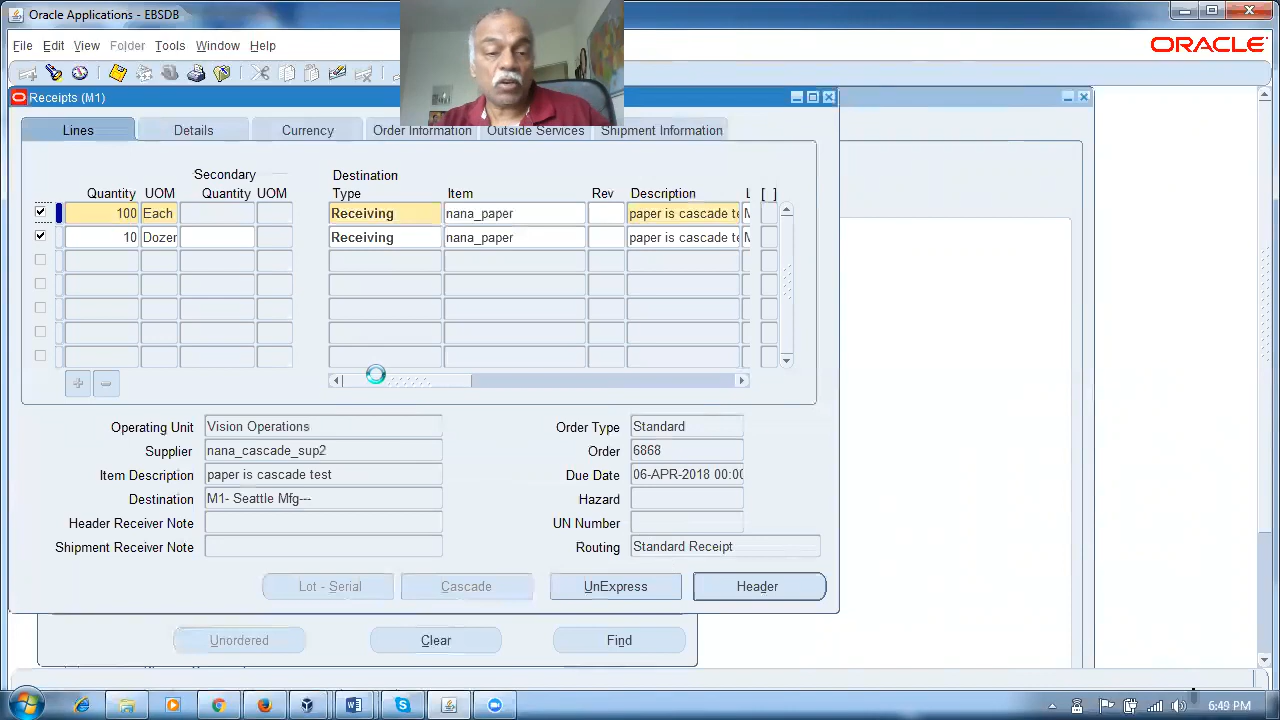 Oracle Applications - EBSDB
File Edit View Folder Tools Window Help
ORACLE
Receipts (M1)
Lines Details Currency Order Information Outside Services Shipment Information
Secondary Destination
Quantity UOM Quantity UOM Type Item Rev Description L [ ]
100 Each Receiving nana_paper paper is cascade te M
10 Dozer Receiving nana_paper paper is cascade te M
Operating Unit Vision Operations Order Type Standard
Supplier nana_cascade_sup2 Order 6868
Item Description paper is cascade test Due Date 06-APR-2018 00:00
Destination M1- Seattle Mfg--- Hazard
Header Receiver Note UN Number
Shipment Receiver Note Routing Standard Receipt
Lot - Serial Cascade UnExpress Header
Unordered Clear Find
6:49 PM